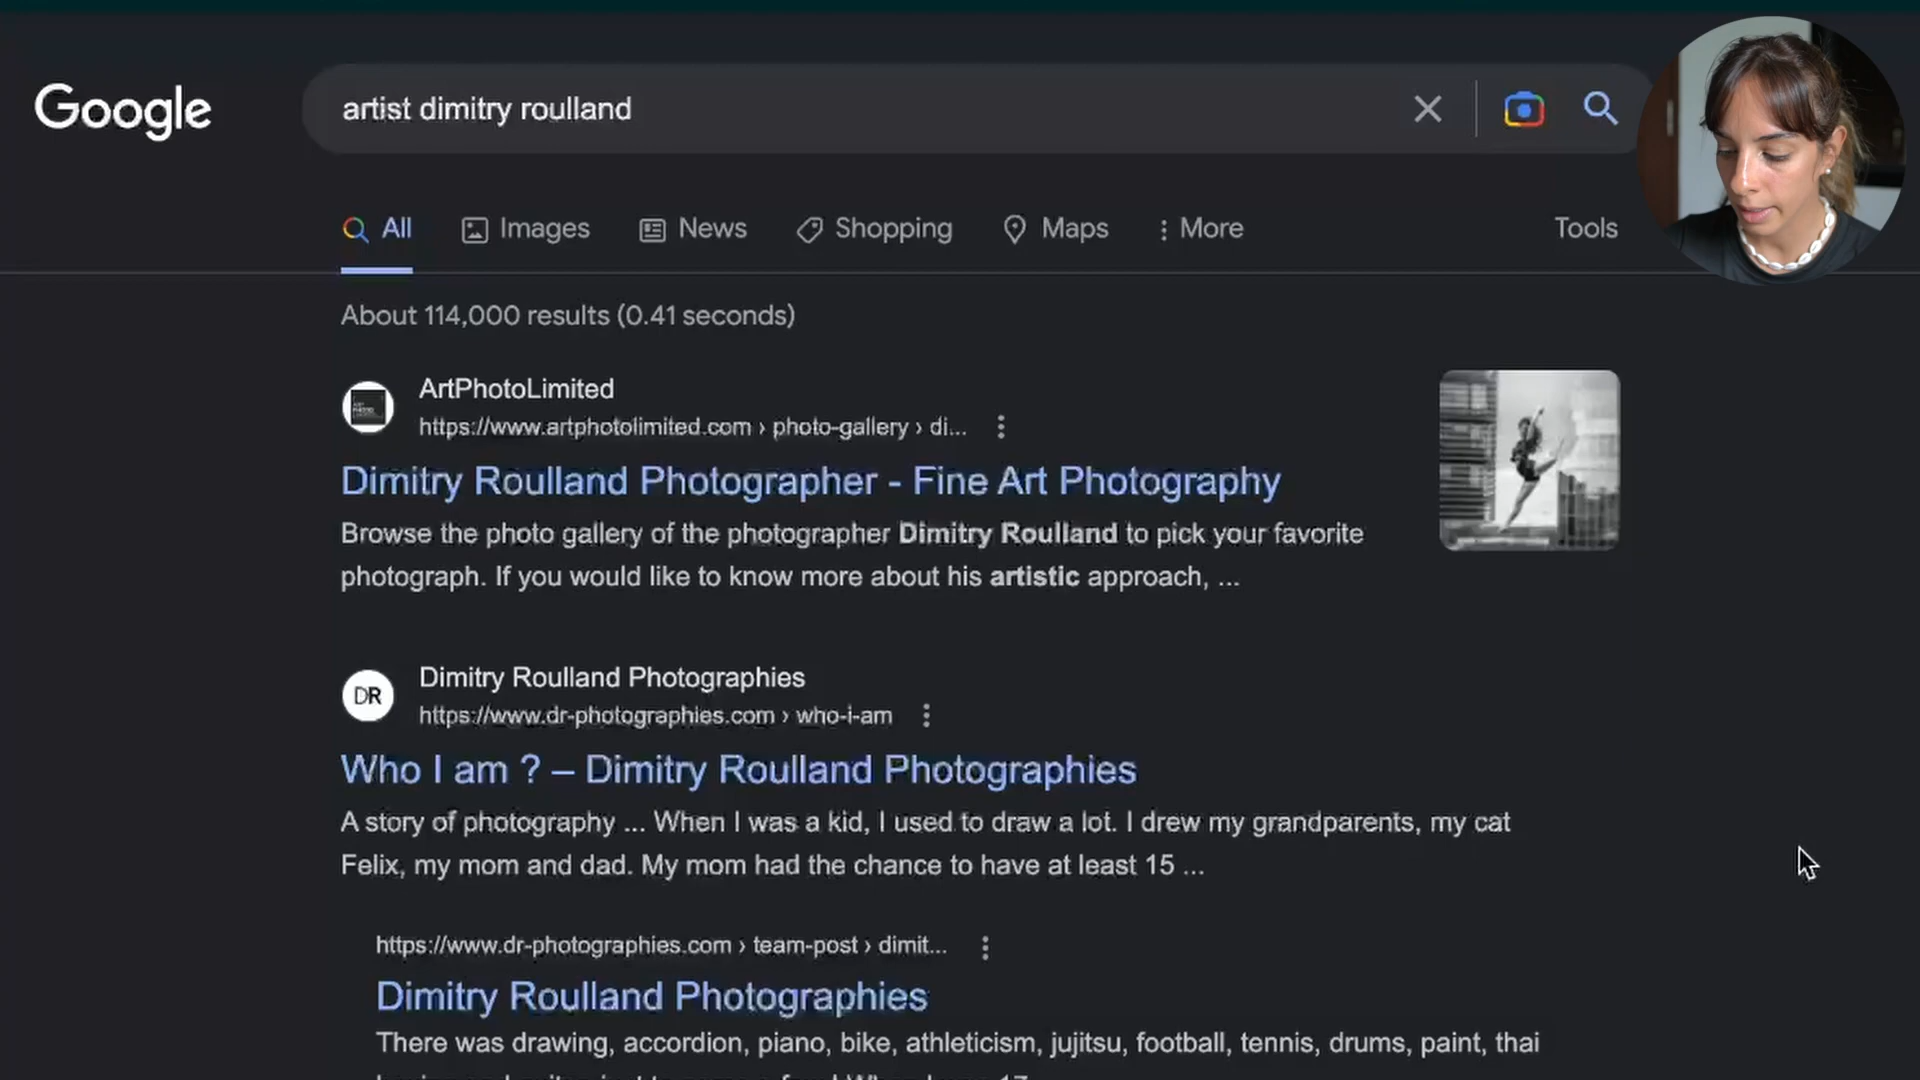 Google
artist dimitry roulland
All Images News Shopping Maps More Tools
About 114,000 results (0.41 seconds)
ArtPhotoLimited
https://www.artphotolimited.com › photo-gallery › di...
Dimitry Roulland Photographer - Fine Art Photography
Browse the photo gallery of the photographer Dimitry Roulland to pick your favorite
photograph. If you would like to know more about his artistic approach, ...
DR
Dimitry Roulland Photographies
https://www.dr-photographies.com › who-i-am
Who I am ? – Dimitry Roulland Photographies
A story of photography ... When I was a kid, I used to draw a lot. I drew my grandparents, my cat
Felix, my mom and dad. My mom had the chance to have at least 15 ...
https://www.dr-photographies.com › team-post › dimit...
Dimitry Roulland Photographies
There was drawing, accordion, piano, bike, athleticism, jujitsu, football, tennis, drums, paint, thai